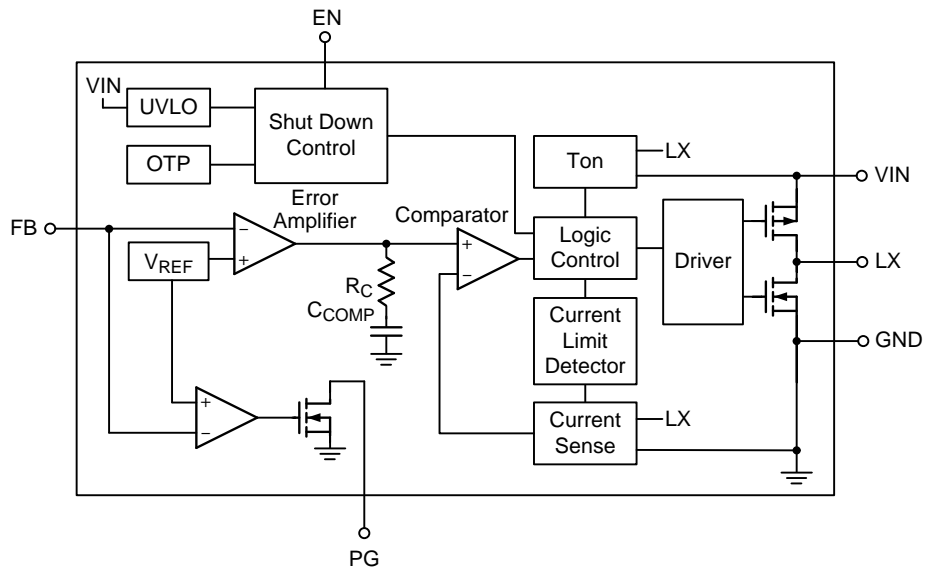 EN
VIN
UVLO
Shut Down
Control
OTP
Ton
LX
VIN
FB
Error
Amplifier
Comparator
−
+
VREF
+
−
Logic
Control
Driver
LX
RC
CCOMP
Current
Limit
Detector
GND
+
−
Current
Sense
LX
PG